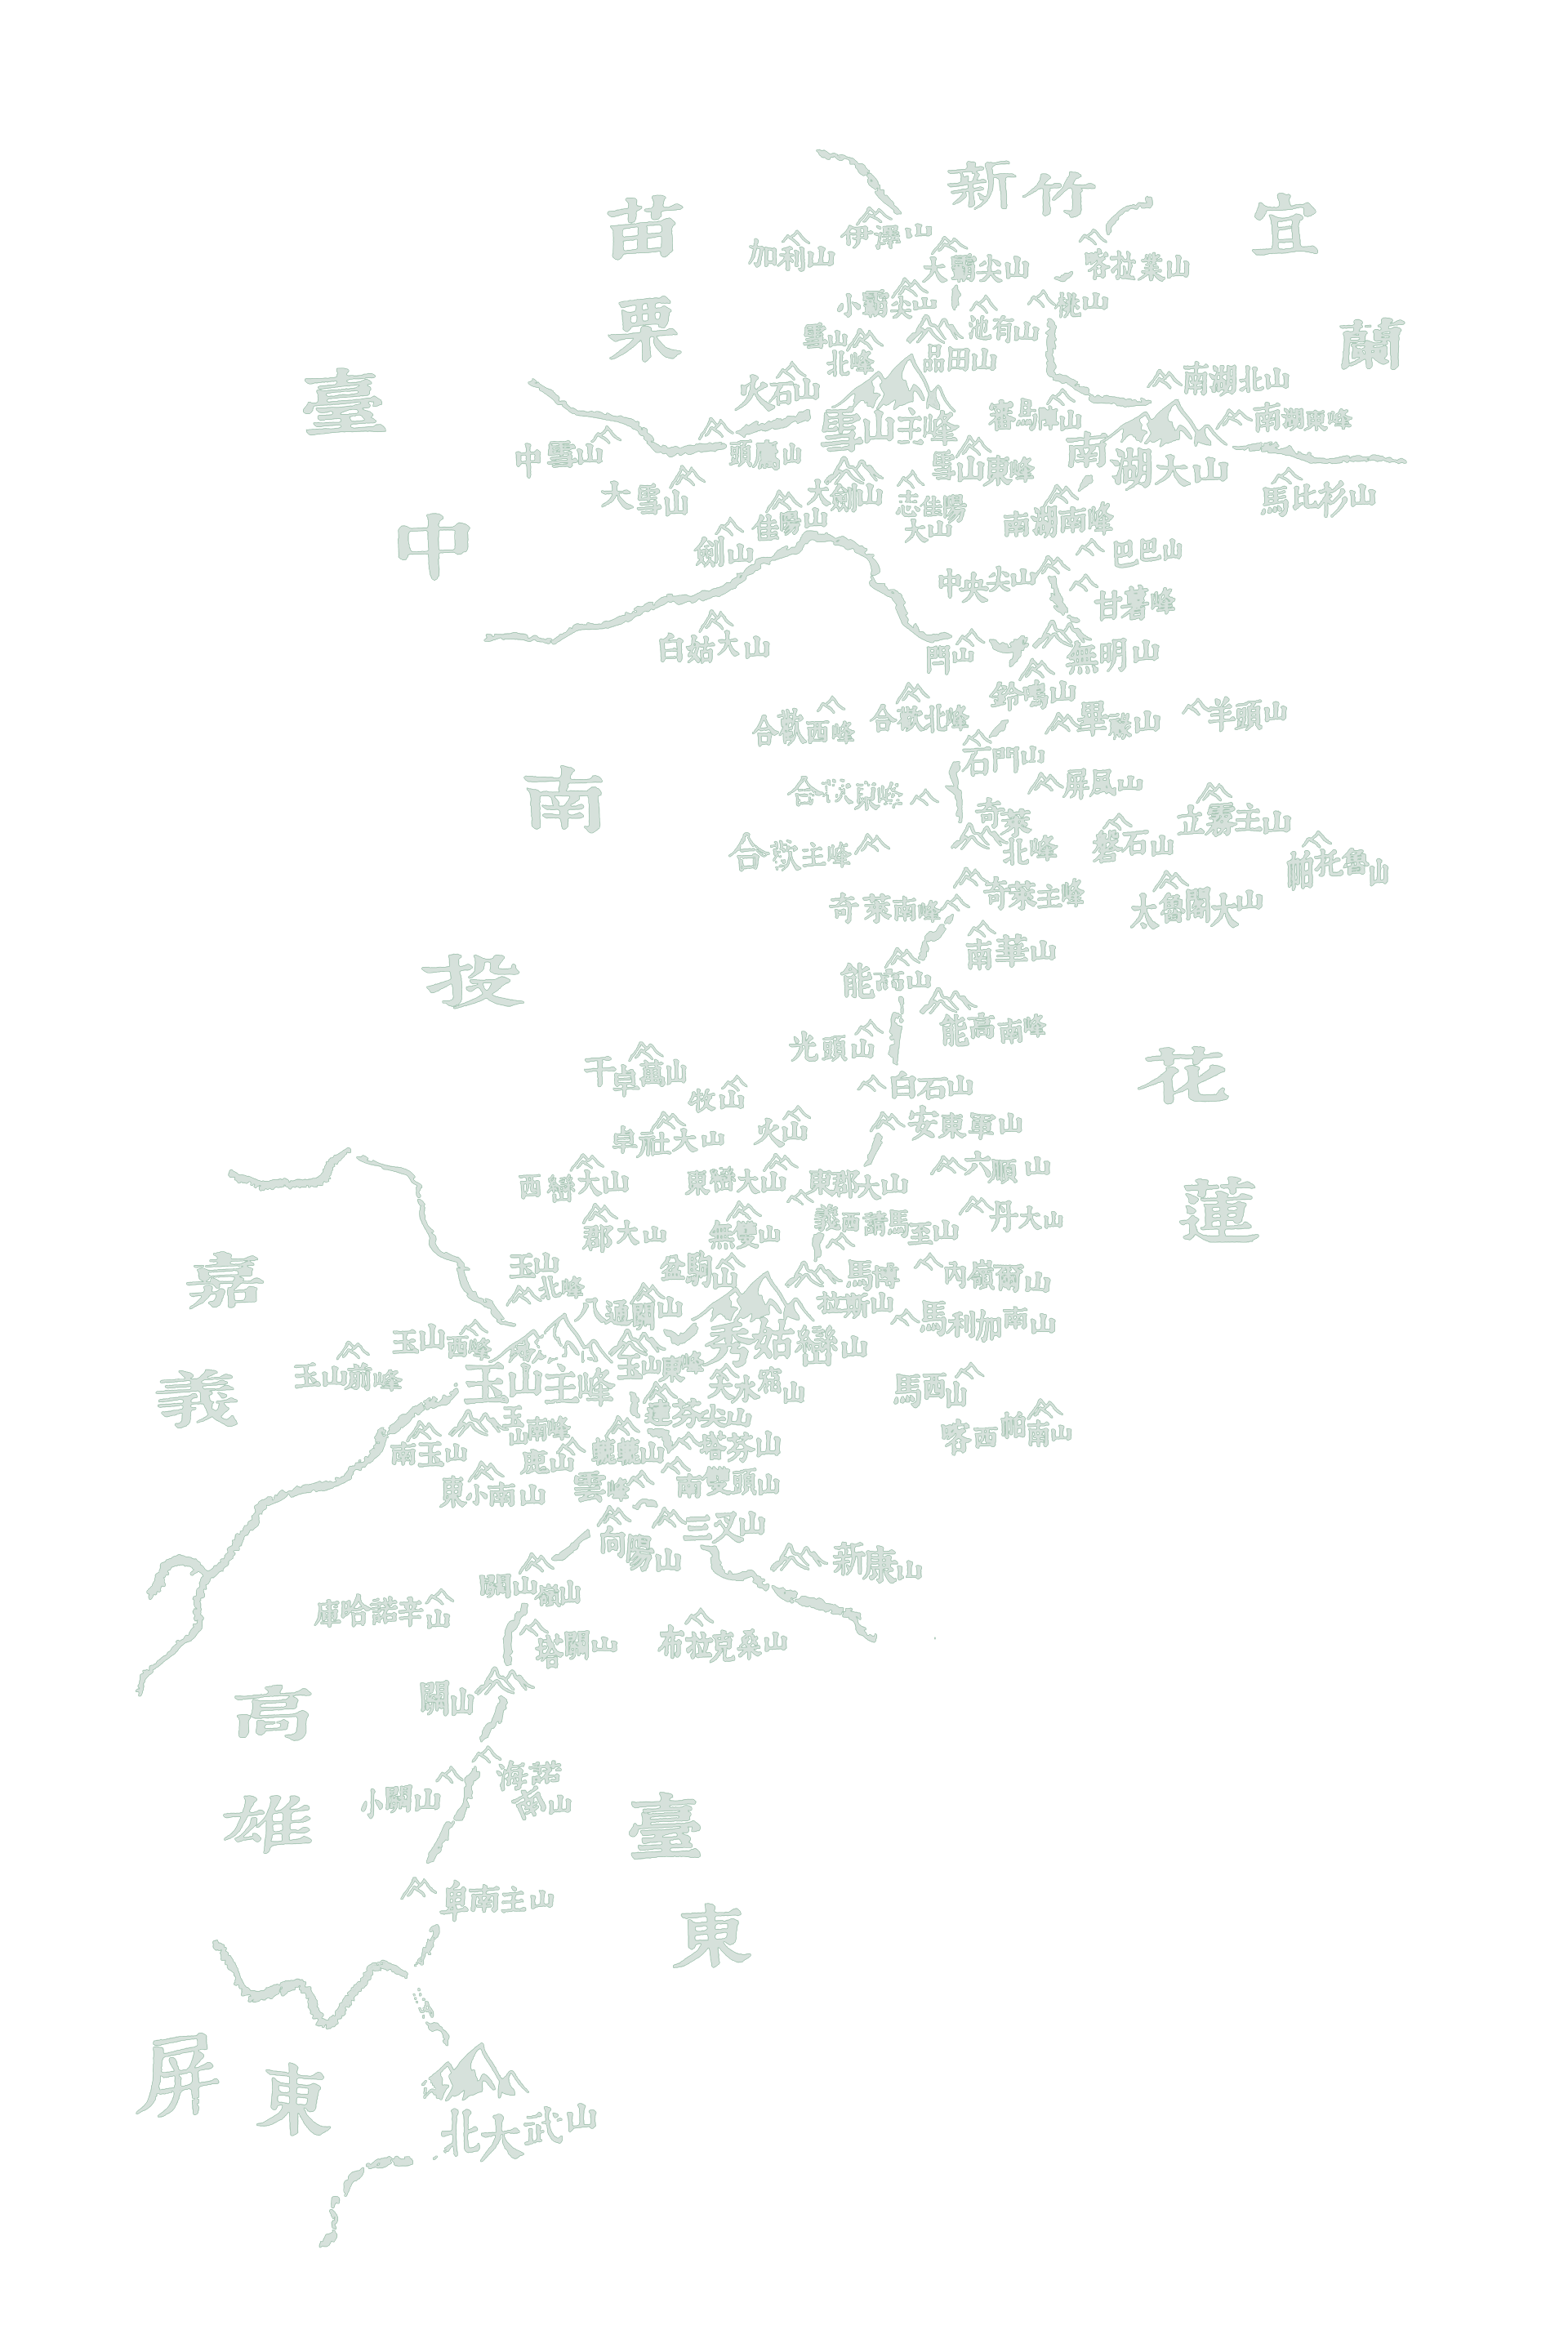 新竹
宜蘭
苗栗
臺中
南投
花蓮
嘉義
高雄
臺東
屏東
伊澤山
加利山
大霸尖山
喀拉業山
小霸尖山
桃山
池有山
雪山北峰
品田山
火石山
南湖北山
雪山主峰
審馬陣山
南湖東峰
中雪山
頭鷹山
雪山東峰
南湖大山
大雪山
大劍山
志佳陽大山
馬比杉山
佳陽山
南湖南峰
劍山
巴巴山
中央尖山
甘薯峰
白姑大山
閂山
無明山
鈴鳴山
合歡西峰
合歡北峰
畢祿山
羊頭山
石門山
合歡東峰
屏風山
奇萊北峰
立霧主山
合歡主峰
磐石山
帕托魯山
奇萊主峰
奇萊南峰
太魯閣大山
南華山
能高山
能高南峰
光頭山
干卓萬山
牧山
白石山
卓社大山
火山
安東軍山
西巒大山
東巒大山
東郡大山
六順山
郡大山
無雙山
義西請馬至山
丹大山
玉山北峰
盆駒山
馬博拉斯山
內嶺爾山
八通關山
玉山西峰
秀姑巒山
馬利加南山
玉山前峰
玉山主峰
玉山東峰
尖水窟山
馬西山
玉山南峰
達芬尖山
喀西帕南山
南玉山
鹿山
轆轆山
塔芬山
東小南山
雲峰
南雙頭山
向陽山
三叉山
新康山
關山嶺山
庫哈諾辛山
塔關山
布拉克桑山
關山
海諾南山
小關山
卑南主山
北大武山